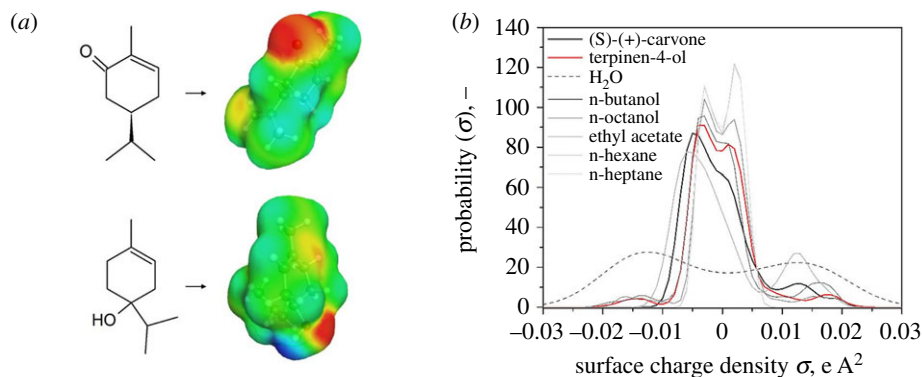 (a)
O
HO
(b)
140
120
100
80
60
40
20
0
probability (σ), –
(S)-(+)-carvone
terpinen-4-ol
H₂O
n-butanol
n-octanol
ethyl acetate
n-hexane
n-heptane
–0.03 –0.02 –0.01 0 0.01 0.02 0.03
surface charge density σ, e A²